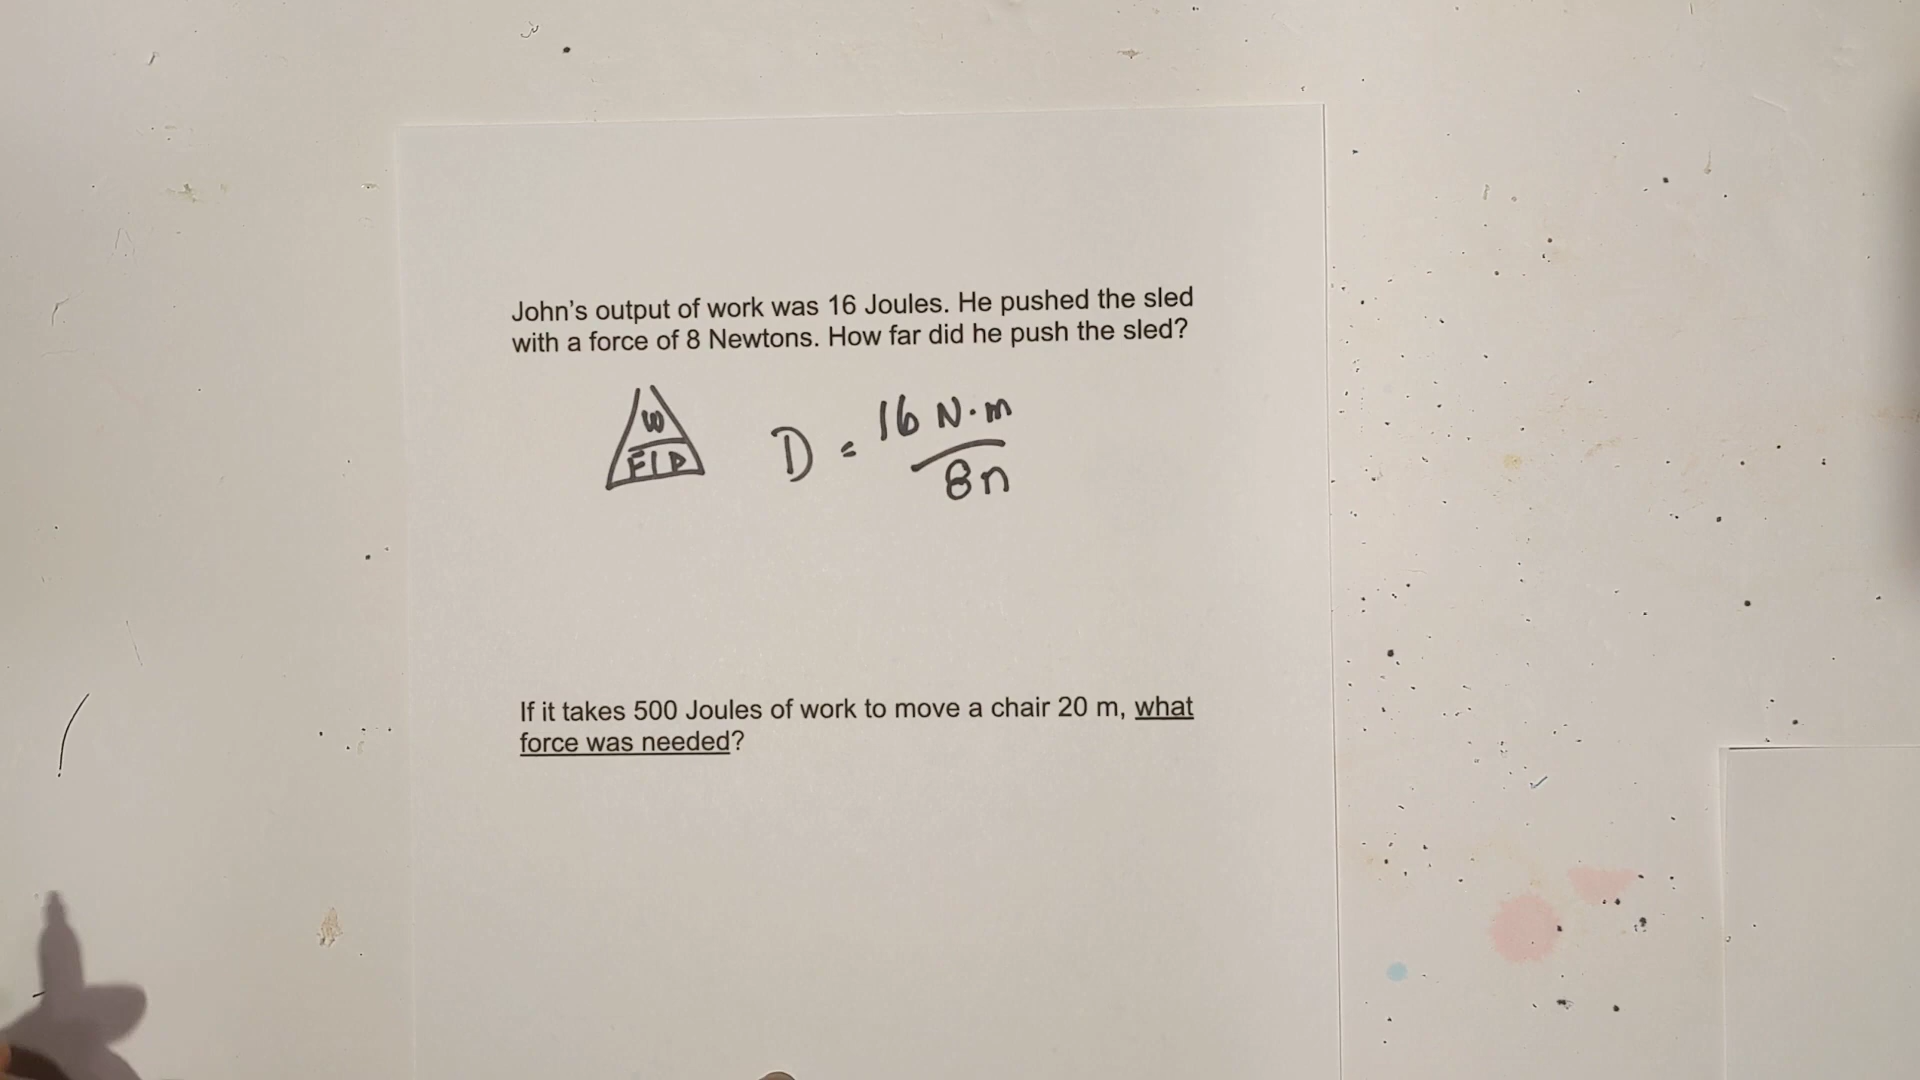 John's output of work was 16 Joules. He pushed the sled
with a force of 8 Newtons. How far did he push the sled?
W
F|D
D = 16 N·m
8n
If it takes 500 Joules of work to move a chair 20 m, what
force was needed?